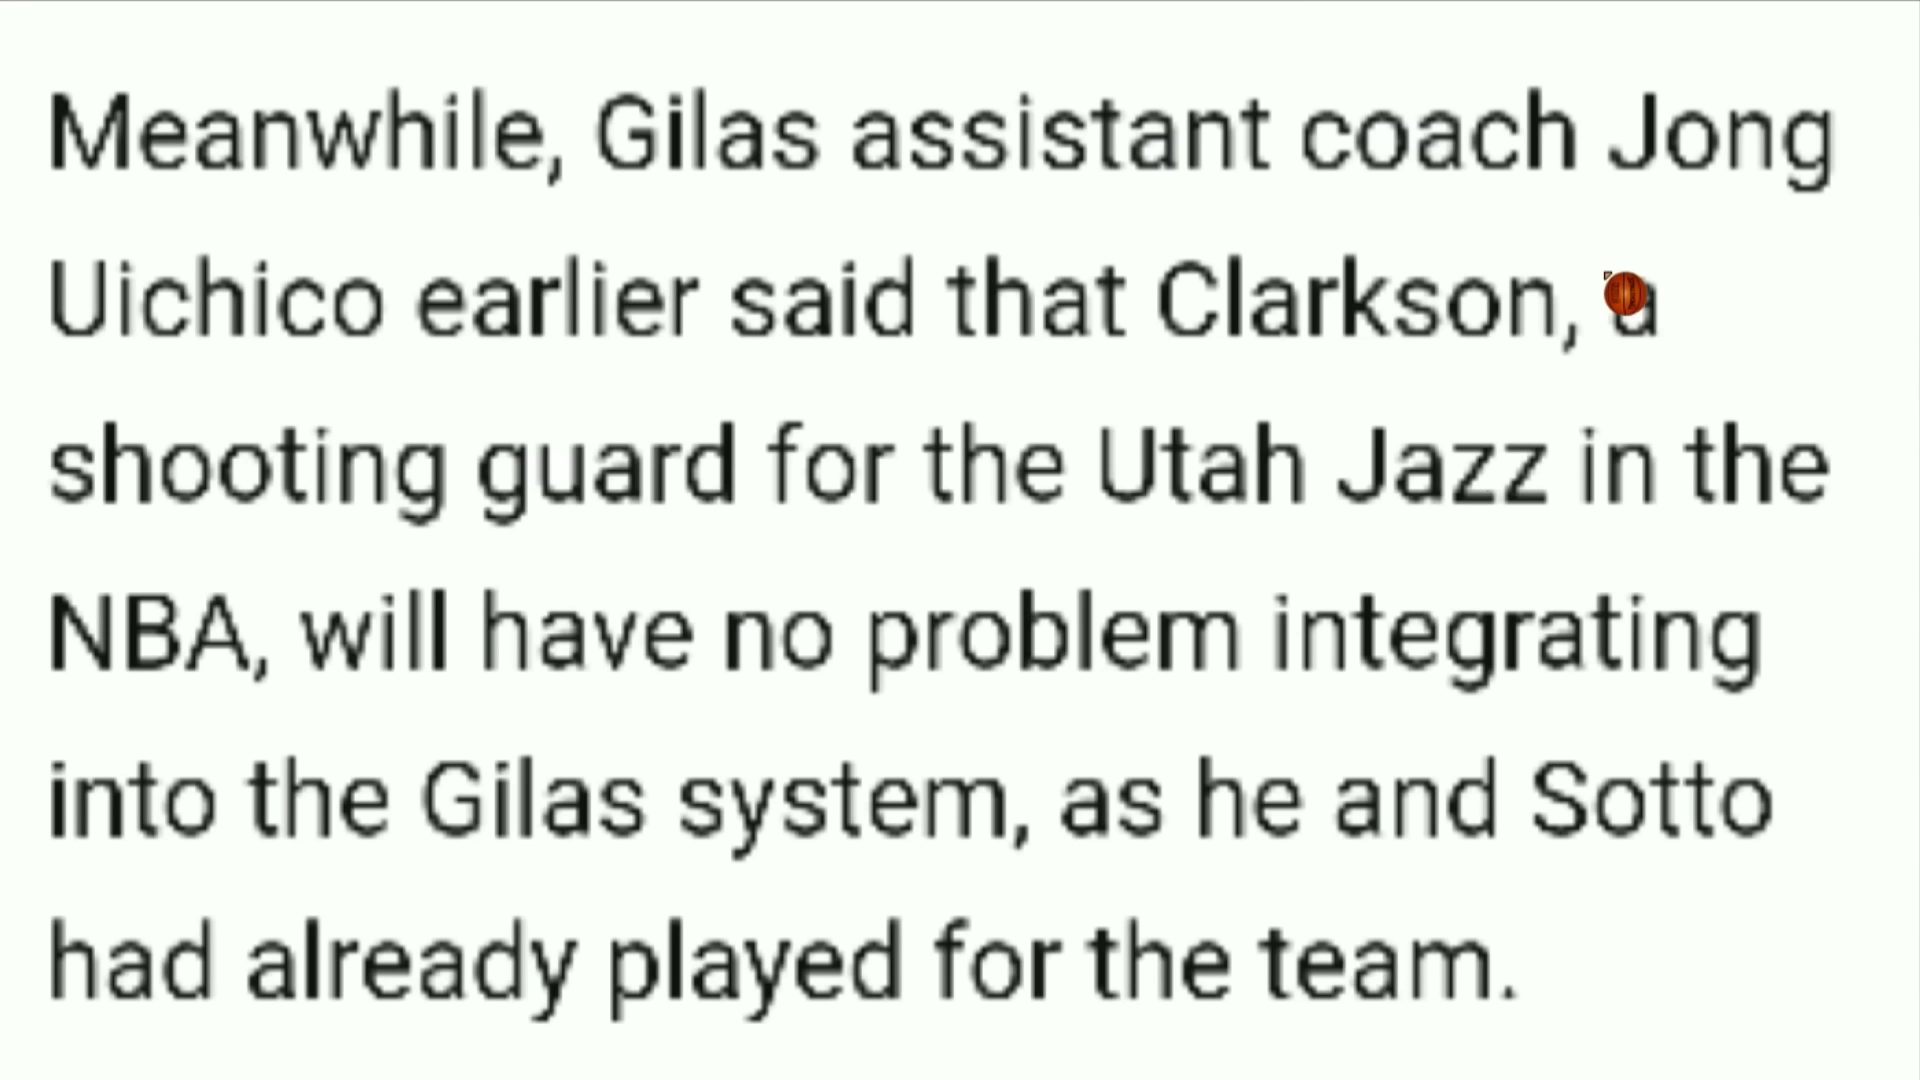 Meanwhile, Gilas assistant coach Jong
Uichico earlier said that Clarkson, a
shooting guard for the Utah Jazz in the
NBA, will have no problem integrating
into the Gilas system, as he and Sotto
had already played for the team.